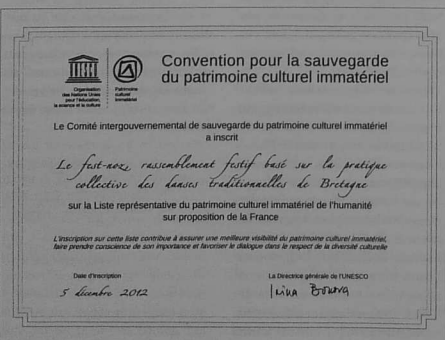 Organisation
des Nations Unies
pour l'éducation,
la science et la culture
Patrimoine
culturel
immatériel
Convention pour la sauvegarde
du patrimoine culturel immatériel
Le Comité intergouvernemental de sauvegarde du patrimoine culturel immatériel
a inscrit
Le fest-noz, rassemblement festif basé sur la pratique
collective des danses traditionnelles de Bretagne
sur la Liste représentative du patrimoine culturel immatériel de l'humanité
sur proposition de la France
L'inscription sur cette liste contribue à assurer une meilleure visibilité du patrimoine culturel immatériel,
faire prendre conscience de son importance et favoriser le dialogue dans le respect de la diversité culturelle
Date d'inscription
5 décembre 2012
La Directrice générale de l'UNESCO
Irina Bokova